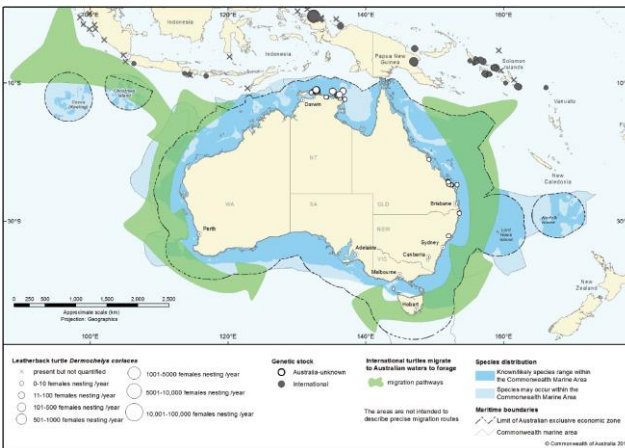 100°E
120°E
140°E
160°E
Indonesia
Indonesia
Papua New
Guinea
Solomon
Islands
10°S
Christmas
Island
Darwin
Vanuatu
New
Caledonia
NT
WA
SA
QLD
NSW
VIC
Brisbane
30°S
Perth
Lord
Howe
Island
Norfolk
Island
Adelaide
Sydney
Canberra
Melbourne
Hobart
New
Zealand
0 250 500 1,000 1,500 2,000 2,500
Approximate scale (km)
Projection: Geographics
100°E
120°E
140°E
160°E
Leatherback turtle Dermochelys coriacea
present but not quantified
0-10 females nesting /year
11-100 females nesting /year
101-500 females nesting /year
501-1000 females nesting /year
1001-5000 females nesting /year
5001-10,000 females nesting /year
10,001-100,000 females nesting /year
Genetic stock
Australia-unknown
International
International turtles migrate
to Australian waters to forage
migration pathways
The areas are not intended to
describe precise migration routes
Species distribution
Known/likely species range within
the Commonwealth Marine Area
Species may occur within the
Commonwealth Marine Area
Maritime boundaries
Limit of Australian exclusive economic zone
Commonwealth marine area
© Commonwealth of Australia